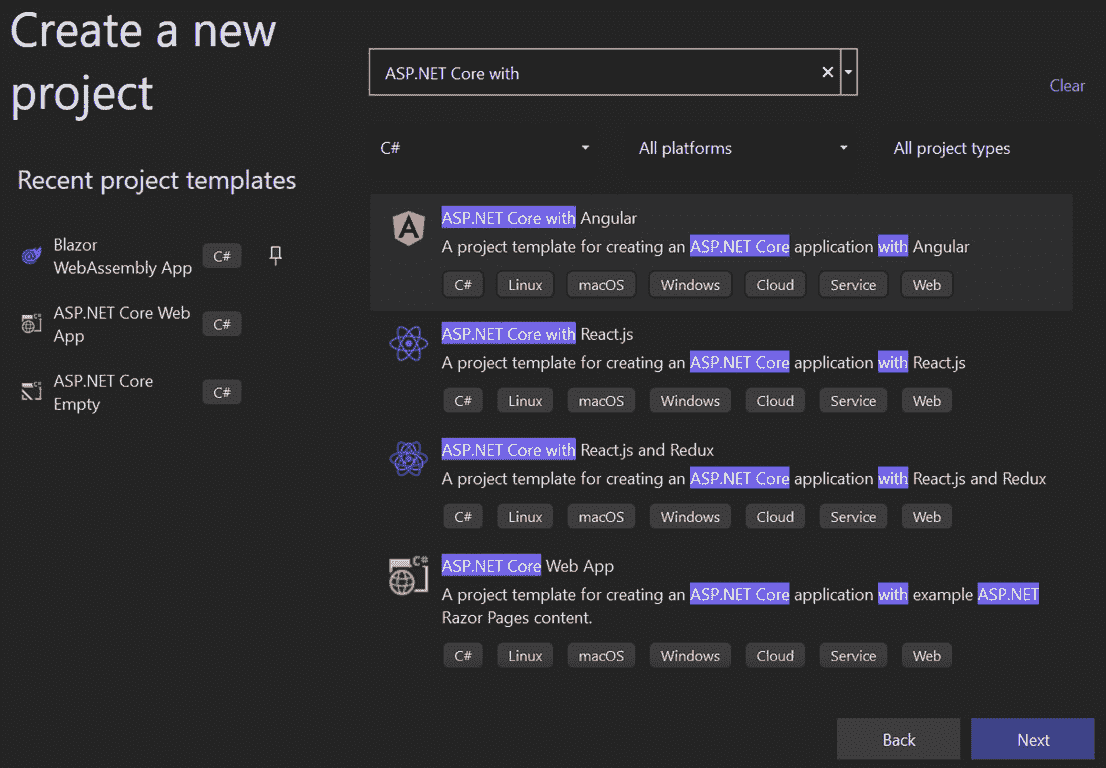 Create a new
project
ASP.NET Core with
Clear
C#
All platforms
All project types
Recent project templates
Blazor
WebAssembly App
C#
ASP.NET Core Web
App
C#
ASP.NET Core
Empty
C#
ASP.NET Core with Angular
A project template for creating an ASP.NET Core application with Angular
C# Linux macOS Windows Cloud Service Web
ASP.NET Core with React.js
A project template for creating an ASP.NET Core application with React.js
C# Linux macOS Windows Cloud Service Web
ASP.NET Core with React.js and Redux
A project template for creating an ASP.NET Core application with React.js and Redux
C# Linux macOS Windows Cloud Service Web
C#
ASP.NET Core Web App
A project template for creating an ASP.NET Core application with example ASP.NET
Razor Pages content.
C# Linux macOS Windows Cloud Service Web
Back
Next